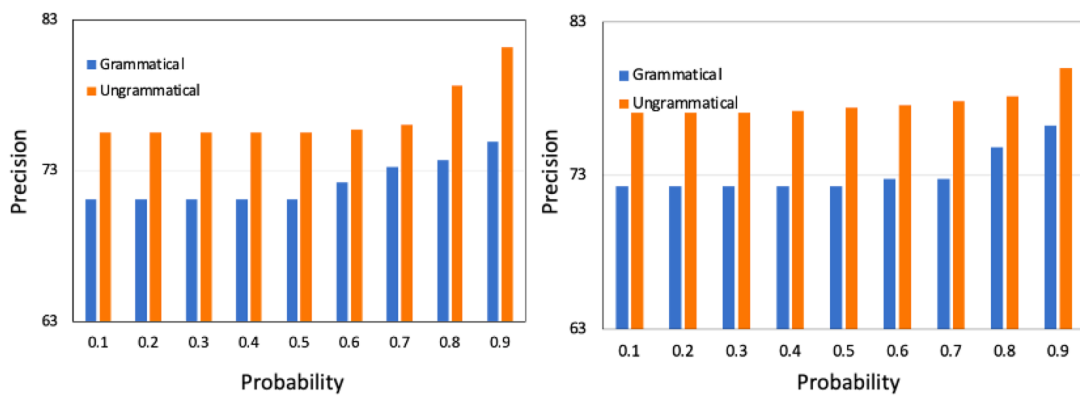 83
Grammatical
Ungrammatical
73
63
Precision
0.1 0.2 0.3 0.4 0.5 0.6 0.7 0.8 0.9
Probability
83
Grammatical
Ungrammatical
73
63
Precision
0.1 0.2 0.3 0.4 0.5 0.6 0.7 0.8 0.9
Probability